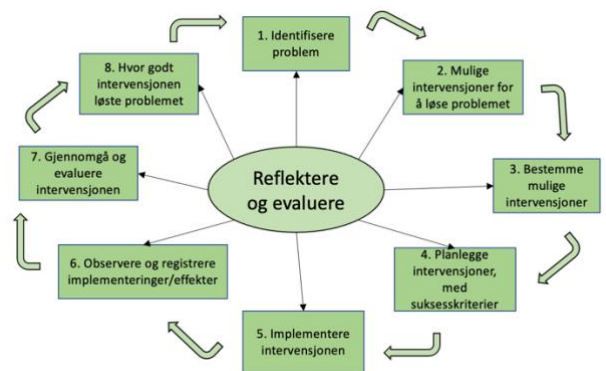 1. Identifisere
problem
2. Mulige
intervensjoner for
å løse problemet
3. Bestemme
mulige
intervensjoner
4. Planlegge
intervensjoner,
med
suksesskriterier
5. Implementere
intervensjonen
6. Observere og registrere
implementeringer/effekter
7. Gjennomgå og
evaluere
intervensjonen
8. Hvor godt
intervensjonen
løste problemet
Reflektere
og evaluere